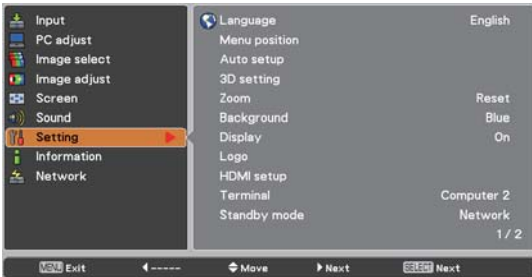 Input
PC adjust
Image select
Image adjust
Screen
Sound
Setting
Information
Network
Language English
Menu position
Auto setup
3D setting
Zoom Reset
Background Blue
Display On
Logo
HDMI setup
Terminal Computer 2
Standby mode Network
1 / 2
MENU Exit ----- Move Next SELECT Next